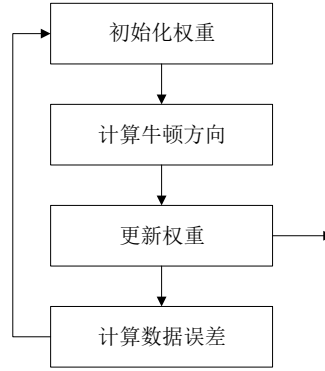 初始化权重
计算牛顿方向
更新权重
计算数据误差